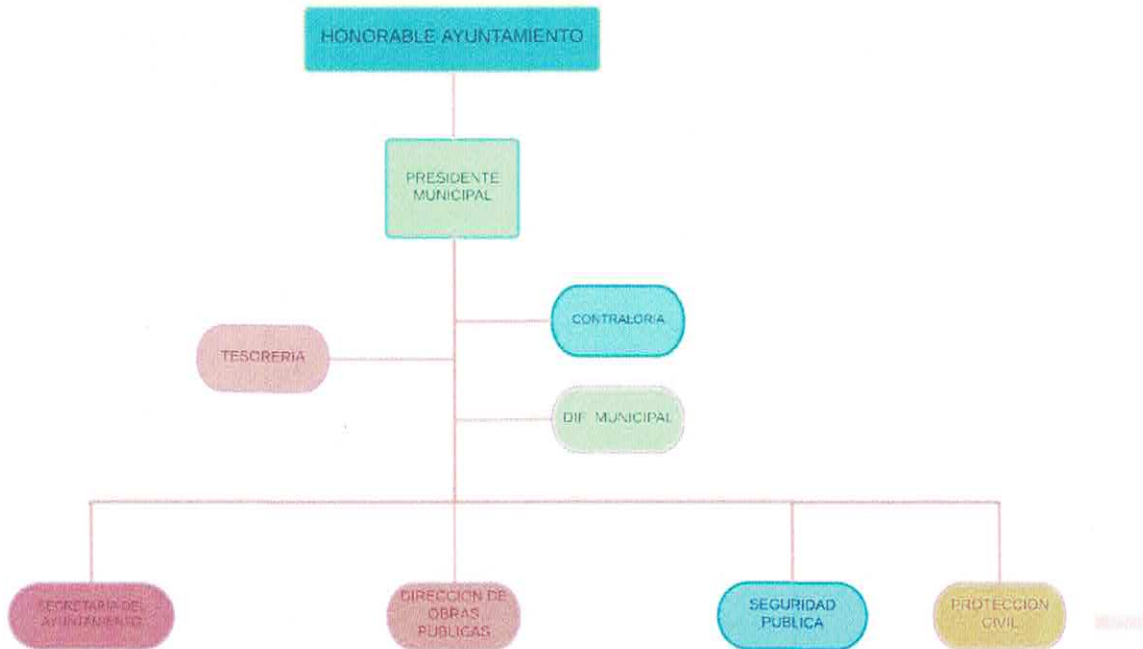 HONORABLE AYUNTAMIENTO
PRESIDENTE
MUNICIPAL
CONTRALORIA
TESORERIA
DIF MUNICIPAL
SECRETARIA DEL
AYUNTAMIENTO
DIRECCION DE
OBRAS
PUBLICAS
SEGURIDAD
PUBLICA
PROTECCION
CIVIL